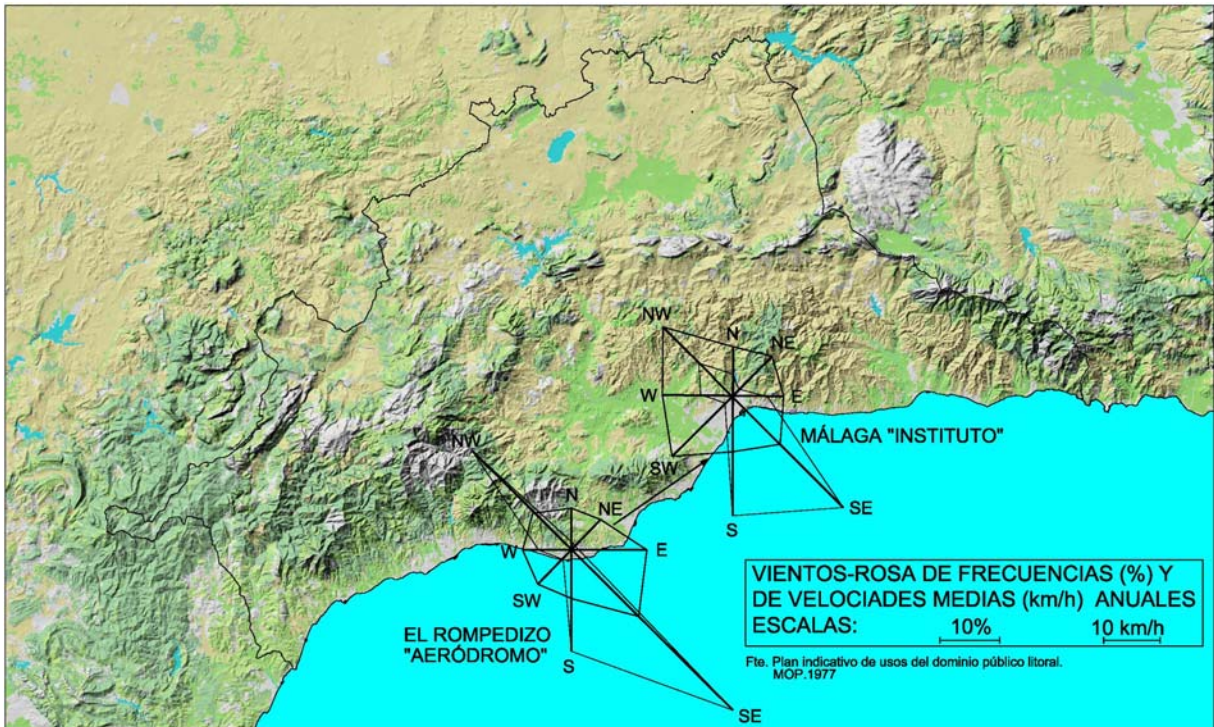 NW
N
NE
W
E
SW
S
SE
MÁLAGA "INSTITUTO"
NW
N
NE
W
E
SW
S
SE
EL ROMPEDIZO
"AERÓDROMO"
VIENTOS-ROSA DE FRECUENCIAS (%) Y
DE VELOCIADES MEDIAS (km/h) ANUALES
ESCALAS: 10% 10 km/h
Fte. Plan indicativo de usos del dominio público litoral.
MOP.1977